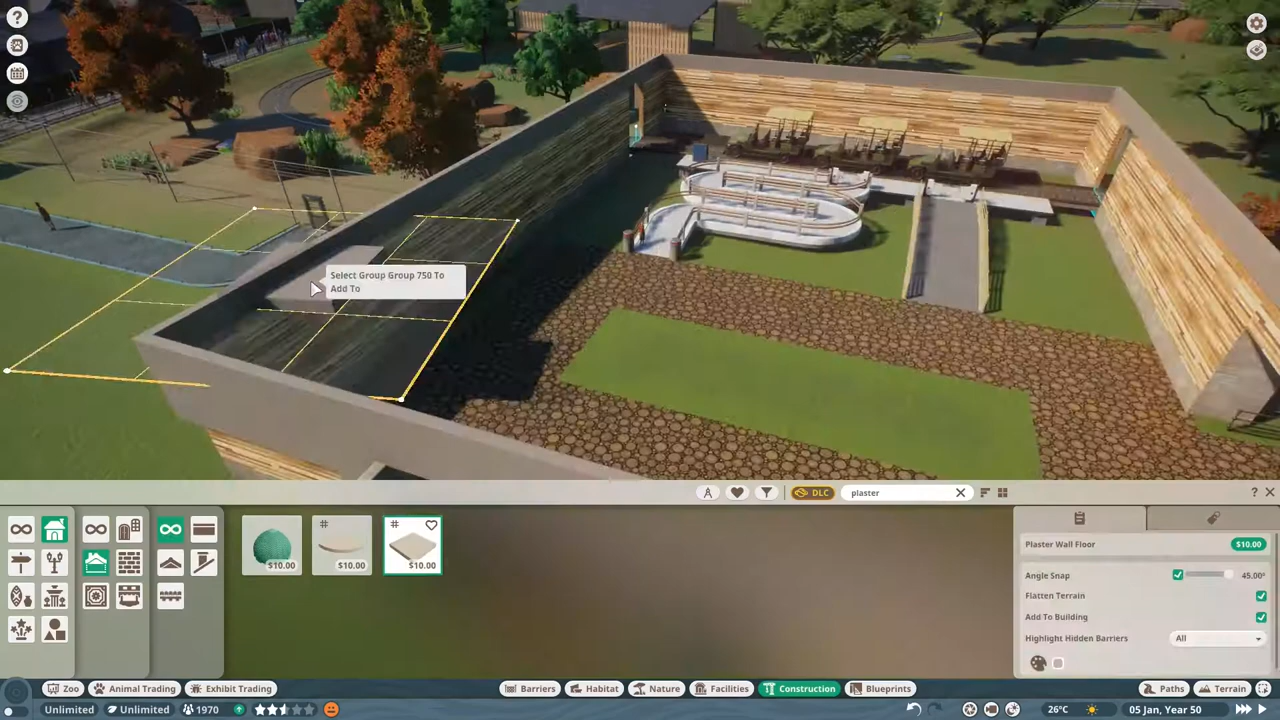 ?
Select Group Group 750 To
Add To
DLC
plaster
?
$10.00
$10.00
$10.00
Plaster Wall Floor
$10.00
Angle Snap
45.00°
Flatten Terrain
Add To Building
Highlight Hidden Barriers
All
Zoo
Animal Trading
Exhibit Trading
Barriers
Habitat
Nature
Facilities
Construction
Blueprints
Paths
Terrain
Unlimited
Unlimited
1970
26°C
05 Jan, Year 50